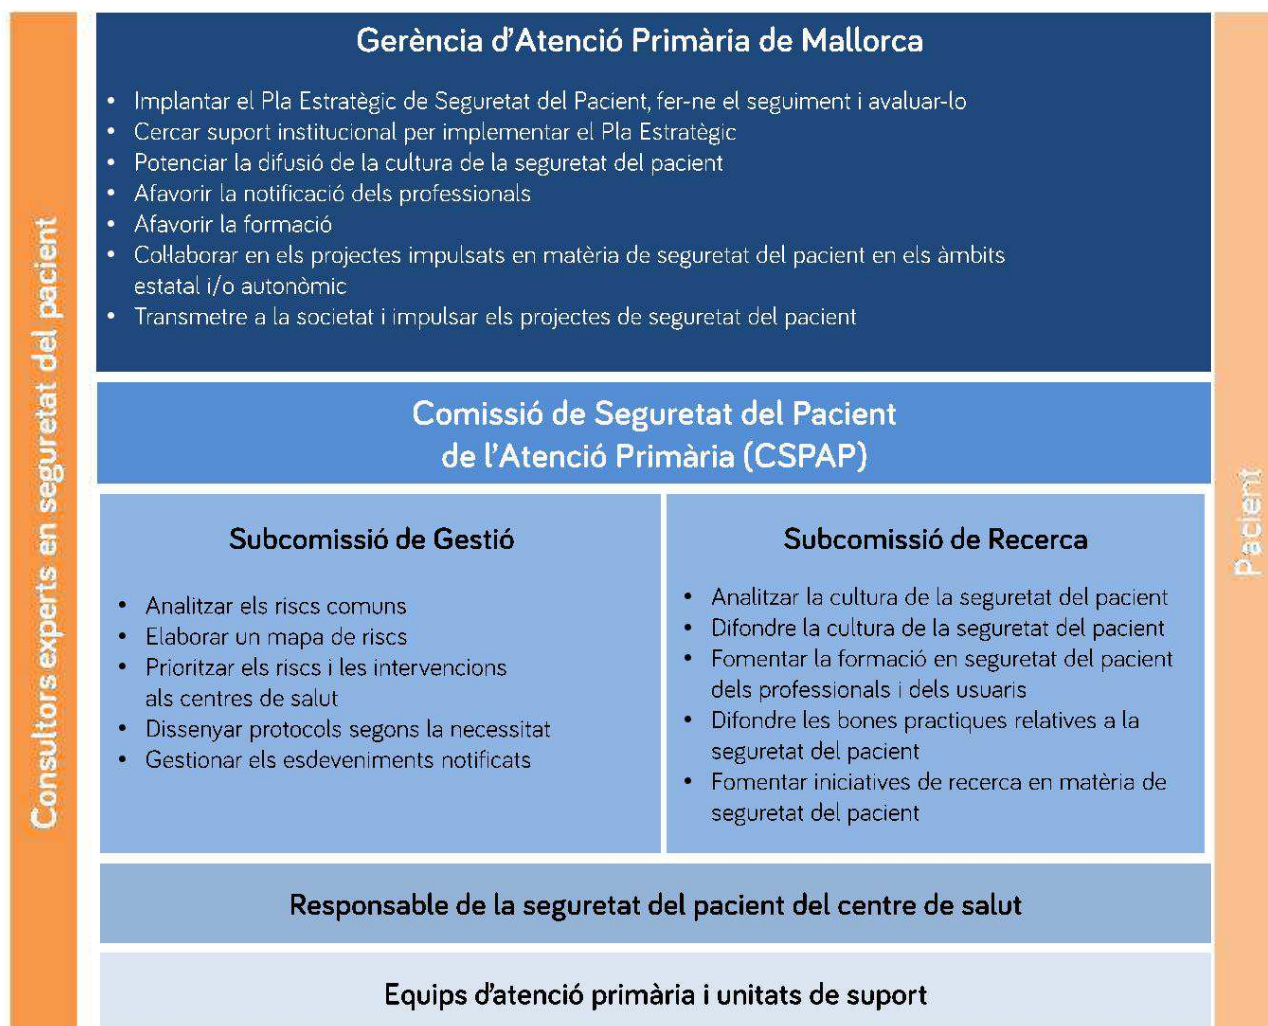 Consultors experts en seguretat del pacient
Gerència d'Atenció Primària de Mallorca
• Implantar el Pla Estratègic de Seguretat del Pacient, fer-ne el seguiment i avaluar-lo
• Cercar suport institucional per implementar el Pla Estratègic
• Potenciar la difusió de la cultura de la seguretat del pacient
• Afavorir la notificació dels professionals
• Afavorir la formació
• Col·laborar en els projectes impulsats en matèria de seguretat del pacient en els àmbits
estatal i/o autonòmic
• Transmetre a la societat i impulsar els projectes de seguretat del pacient
Comissió de Seguretat del Pacient
de l'Atenció Primària (CSPAP)
Subcomissió de Gestió
• Analitzar els riscs comuns
• Elaborar un mapa de riscs
• Prioritzar els riscs i les intervencions
als centres de salut
• Dissenyar protocols segons la necessitat
• Gestionar els esdeveniments notificats
Subcomissió de Recerca
• Analitzar la cultura de la seguretat del pacient
• Difondre la cultura de la seguretat del pacient
• Fomentar la formació en seguretat del pacient
dels professionals i dels usuaris
• Difondre les bones practiques relatives a la
seguretat del pacient
• Fomentar iniciatives de recerca en matèria de
seguretat del pacient
Responsable de la seguretat del pacient del centre de salut
Equips d'atenció primària i unitats de suport
Pacient